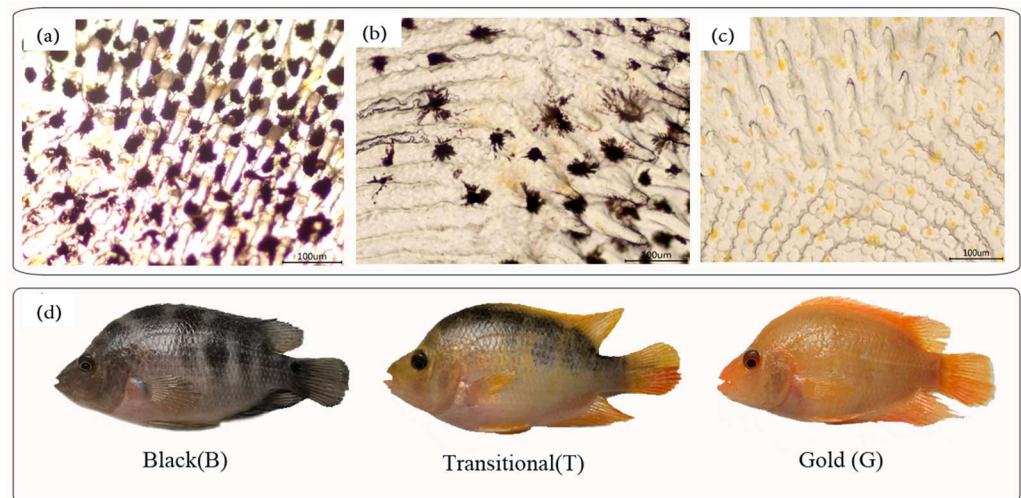 (a)
(b)
(c)
100um
100um
100um
(d)
Black(B)
Transitional(T)
Gold (G)